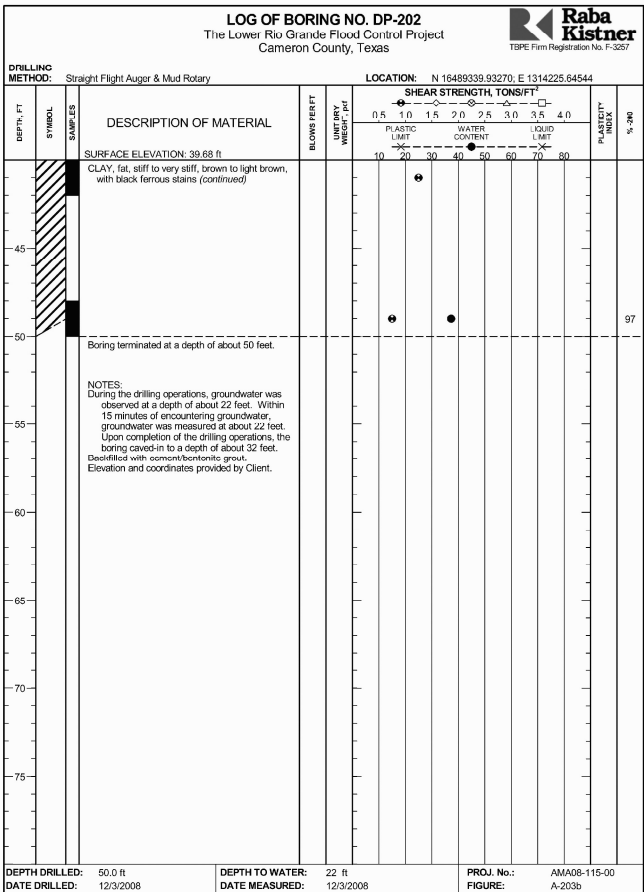 LOG OF BORING NO. DP-202
The Lower Rio Grande Flood Control Project
Cameron County, Texas
Raba
Kistner
TBPE Firm Registration No. F-3257
DRILLING
METHOD: Straight Flight Auger & Mud Rotary
LOCATION: N 16489339.93270; E 1314225.64544
DEPTH, FT
SYMBOL
SAMPLES
DESCRIPTION OF MATERIAL
SURFACE ELEVATION: 39.68 ft
BLOWS PER FT
UNIT DRY
WIEGHT, pcf
SHEAR STRENGTH, TONS/FT²
0.5 1.0 1.5 2.0 2.5 3.0 3.5 4.0
PLASTIC LIMIT
WATER CONTENT
LIQUID LIMIT
10 20 30 40 50 60 70 80
PLASTICITY
INDEX
% -200
CLAY, fat, stiff to very stiff, brown to light brown,
with black ferrous stains (continued)
45
97
50
Boring terminated at a depth of about 50 feet.
NOTES:
During the drilling operations, groundwater was
observed at a depth of about 22 feet. Within
15 minutes of encountering groundwater,
55
groundwater was measured at about 22 feet.
Upon completion of the drilling operations, the
boring caved-in to a depth of about 32 feet.
Backfilled with cement/bentonite grout.
Elevation and coordinates provided by Client.
60
65
70
75
DEPTH DRILLED: 50.0 ft
DEPTH TO WATER: 22 ft
PROJ. No.: AMA08-115-00
DATE DRILLED: 12/3/2008
DATE MEASURED: 12/3/2008
FIGURE: A-203b